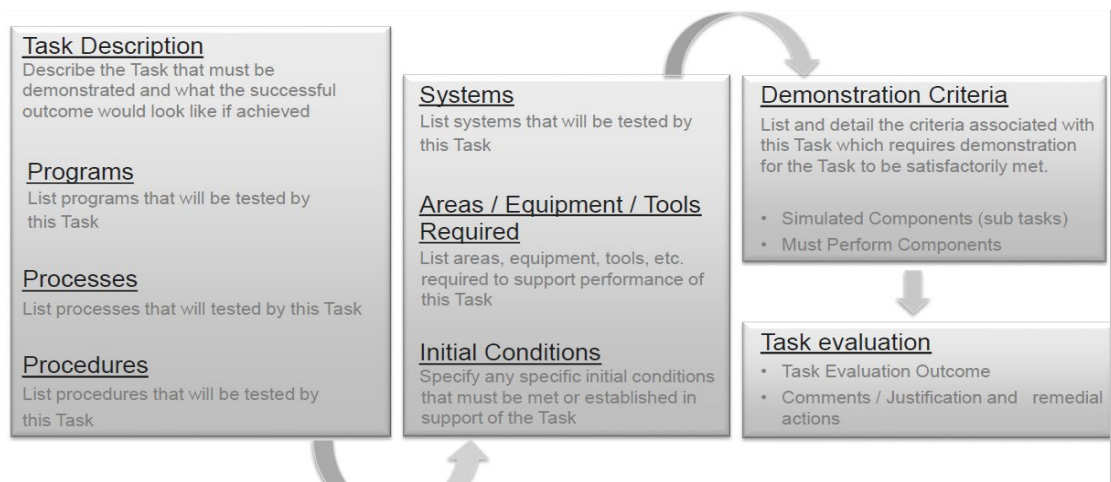 Task Description
Describe the Task that must be
demonstrated and what the successful
outcome would look like if achieved
Programs
List programs that will be tested by
this Task
Processes
List processes that will tested by this Task
Procedures
List procedures that will be tested by
this Task
Systems
List systems that will be tested by
this Task
Areas / Equipment / Tools
Required
List areas, equipment, tools, etc.
required to support performance of
this Task
Initial Conditions
Specify any specific initial conditions
that must be met or established in
support of the Task
Demonstration Criteria
List and detail the criteria associated with
this Task which requires demonstration
for the Task to be satisfactorily met.
• Simulated Components (sub tasks)
• Must Perform Components
Task evaluation
• Task Evaluation Outcome
• Comments / Justification and remedial
actions